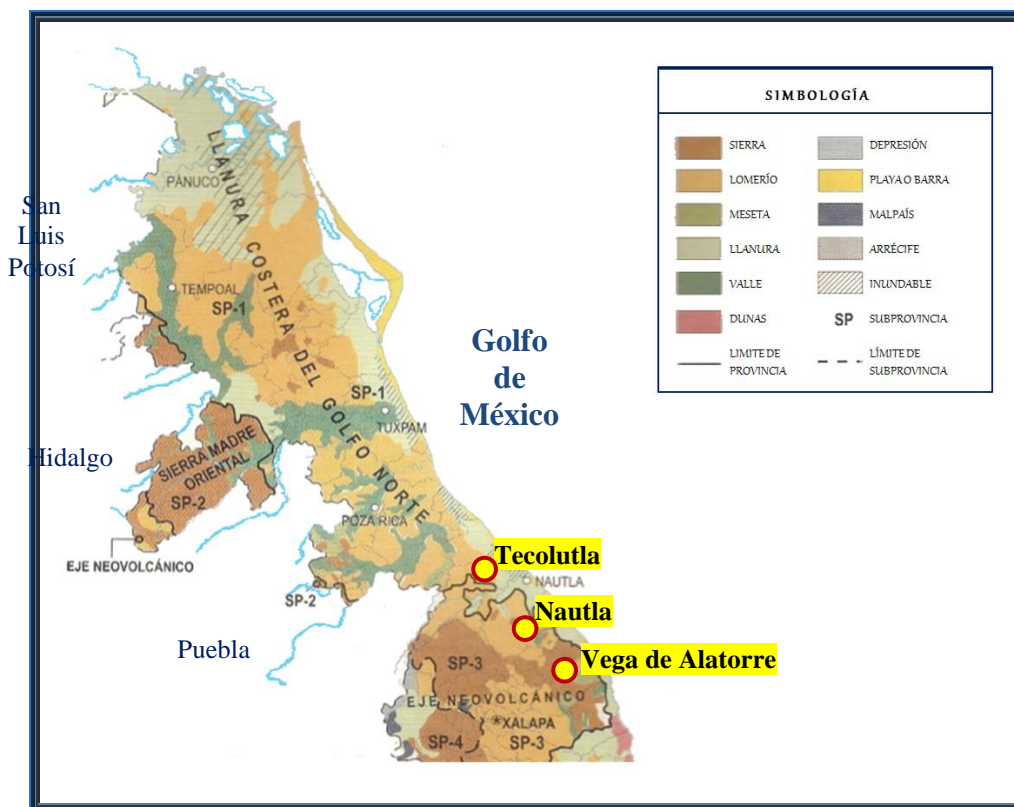 SIMBOLOGÍA
SIERRA
DEPRESIÓN
LOMERÍO
PLAYA O BARRA
MESETA
MALPAÍS
LLANURA
ARRÉCIFE
VALLE
INUNDABLE
DUNAS
SP
SUBPROVINCIA
LIMITE DE
PROVINCIA
LÍMITE DE
SUBPROVINCIA
LLANURA COSTERA DEL GOLFO NORTE
PÁNUCO
San
Luis
Potosí
TEMPOAL
SP-1
Golfo
de
México
SP-1
TUXPAM
Hidalgo
SIERRA MADRE
ORIENTAL
SP-2
POZA RICA
EJE NEOVOLCÁNICO
Tecolutla
SP-2
NAUTLA
Nautla
Puebla
Vega de Alatorre
SP-3
EJE NEOVOLCÁNICO
XALAPA
SP-4
SP-3